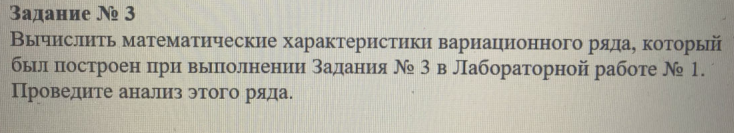 Задание № 3
Вычислить математические характеристики вариационного ряда, который
был построен при выполнении Задания № 3 в Лабораторной работе № 1.
Проведите анализ этого ряда.